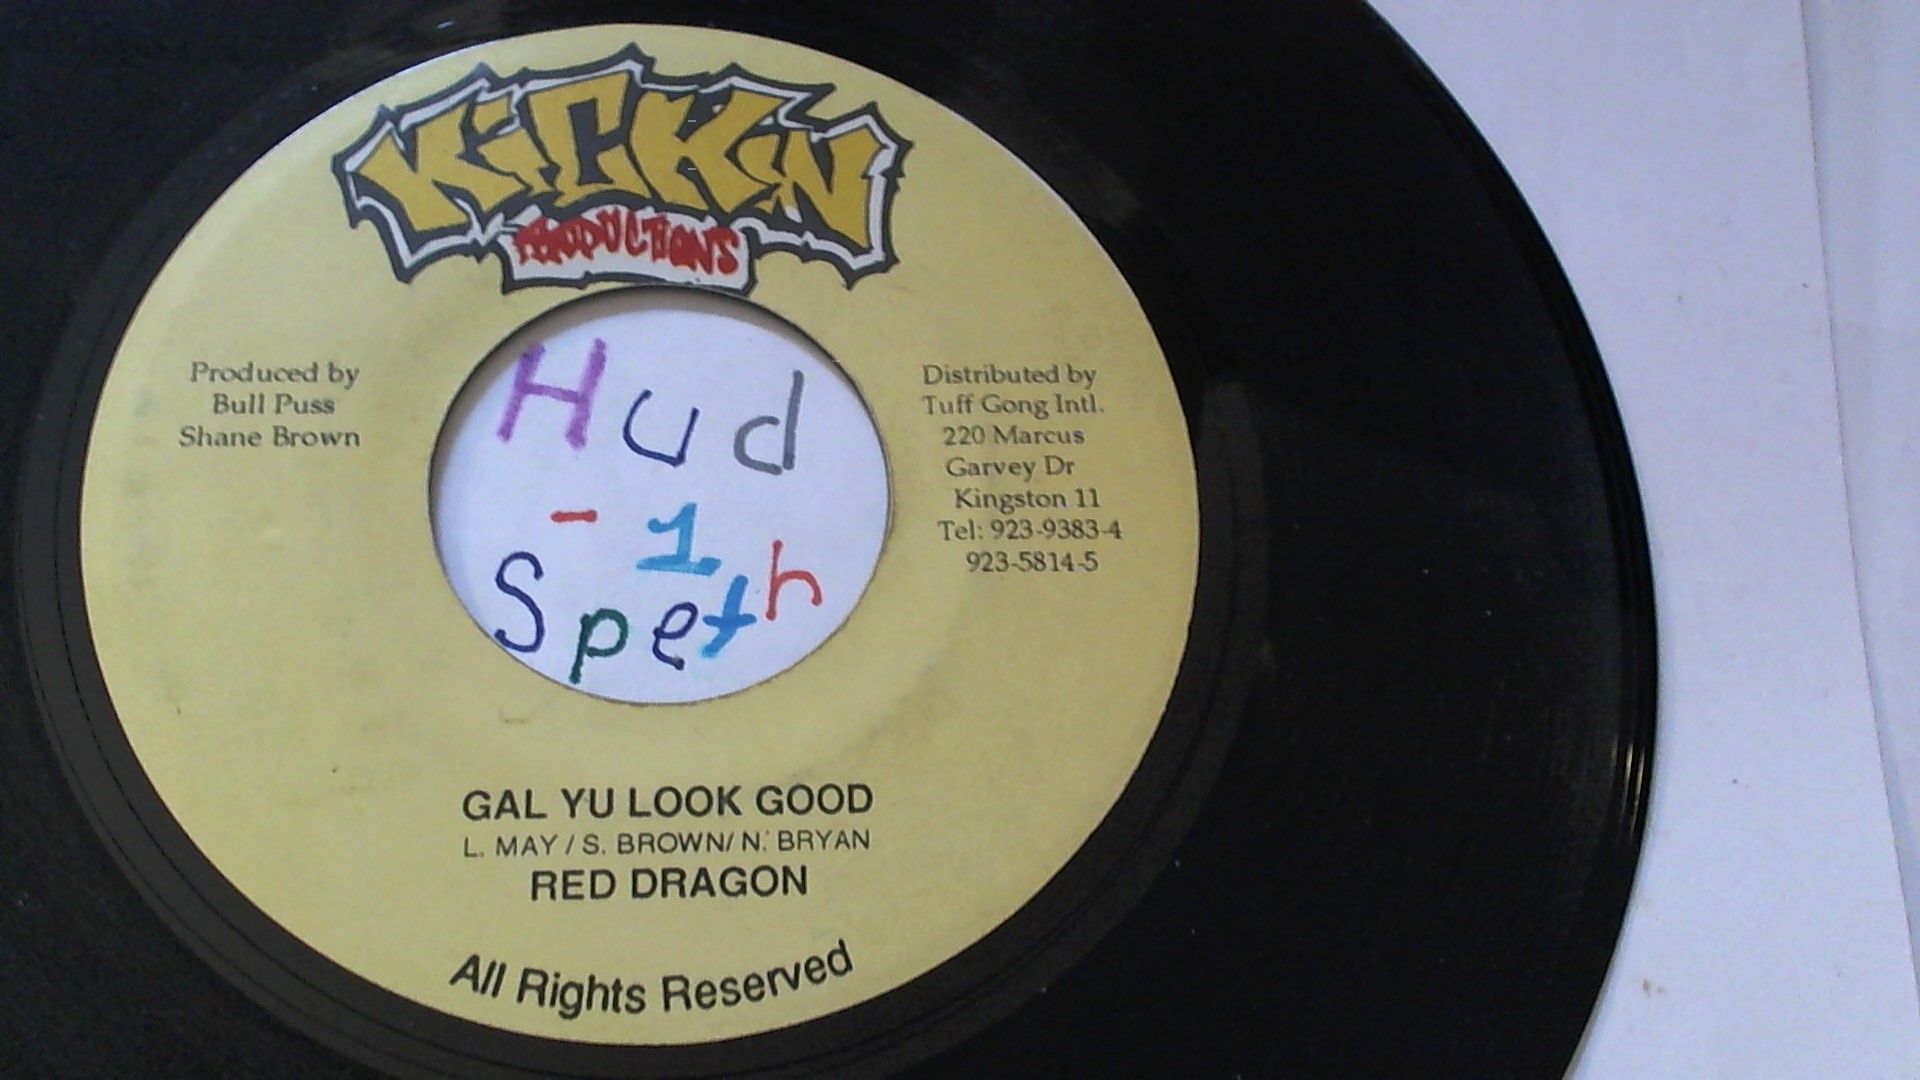 KiCKiN
PRODUCTIONS
Produced by
Bull Puss
Shane Brown
Hud
- 1
Speth
Distributed by
Tuff Gong Intl.
220 Marcus
Garvey Dr
Kingston 11
Tel: 923-9383-4
923-5814-5
GAL YU LOOK GOOD
L. MAY / S. BROWN/ N. BRYAN
RED DRAGON
All Rights Reserved